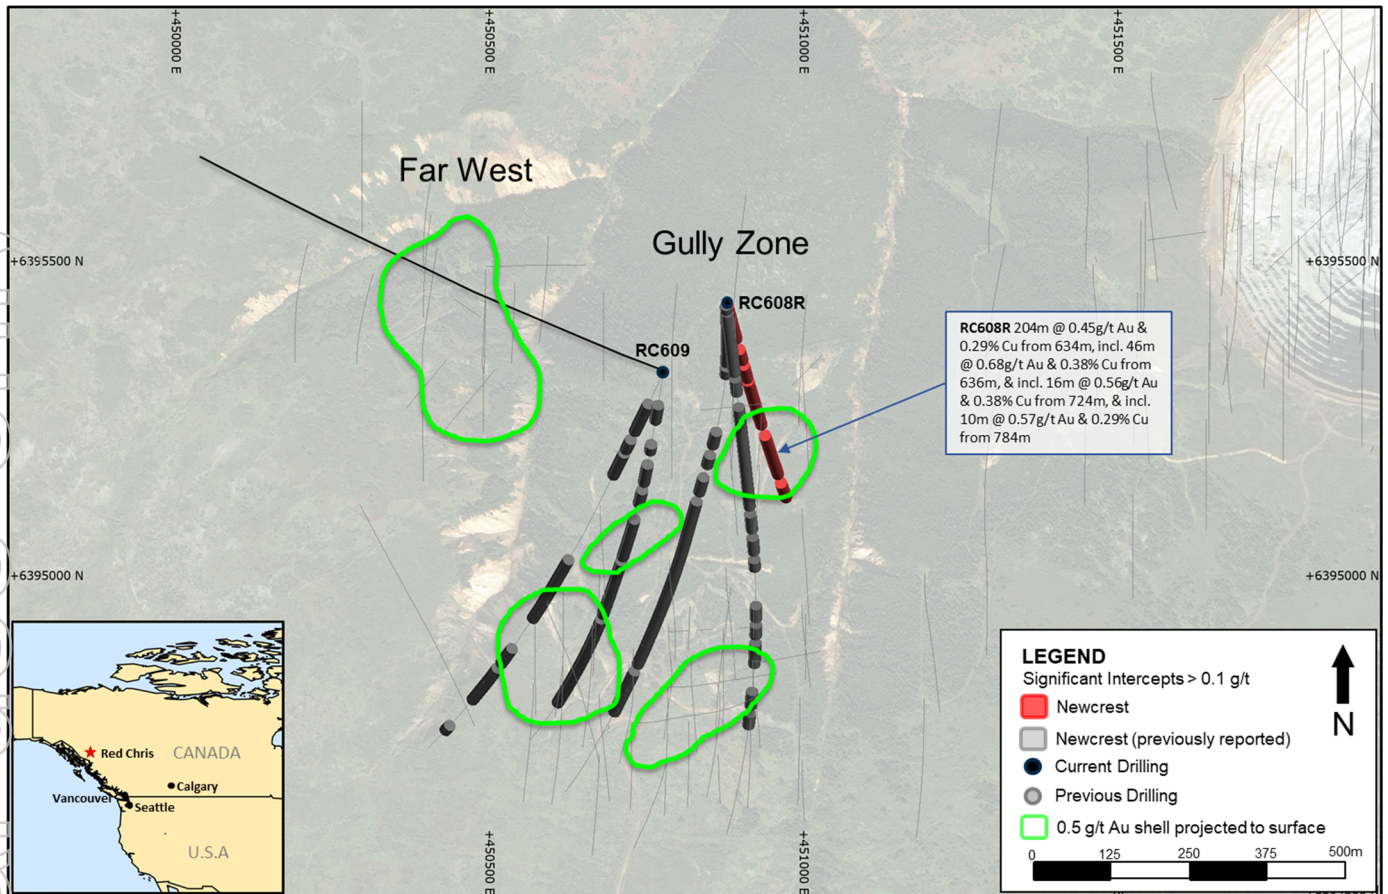 +450000 E
+450500 E
+451000 E
+451500 E
Far West
Gully Zone
+6395500 N
+6395500 N
RC608R
RC609
RC608R 204m @ 0.45g/t Au &
0.29% Cu from 634m, incl. 46m
@ 0.68g/t Au & 0.38% Cu from
636m, & incl. 16m @ 0.56g/t Au
& 0.38% Cu from 724m, & incl.
10m @ 0.57g/t Au & 0.29% Cu
from 784m
+6395000 N
+6395000 N
Red Chris
CANADA
Calgary
Vancouver
Seattle
U.S.A
LEGEND
Significant Intercepts > 0.1 g/t
Newcrest
Newcrest (previously reported)
Current Drilling
Previous Drilling
0.5 g/t Au shell projected to surface
N
0 125 250 375 500m
+450500 E
+451000 E